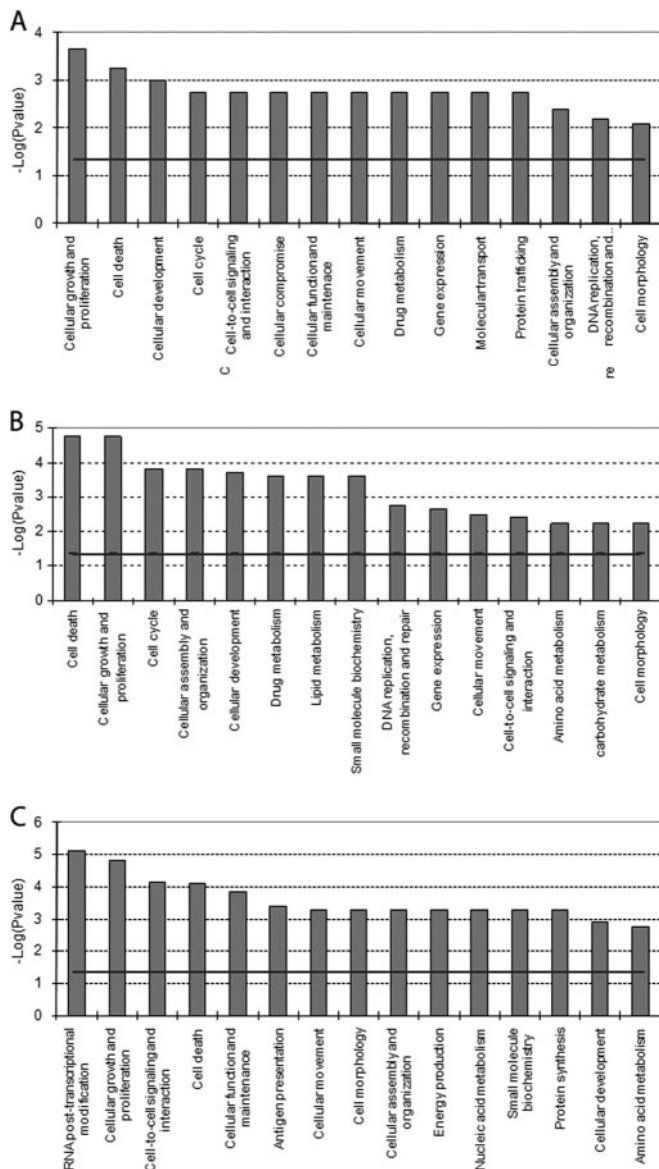 A
-Log(Pvalue)
4
3
2
1
0
Cellular growth and
proliferation
Cell death
Cellular development
Cell cycle
Cell-to-cell signaling
and interaction
C
Cellular compromise
Cellular function and
maintenace
Cellular movement
Drug metabolism
Gene expression
Molecular transport
Protein trafficking
Cellular assembly and
organization
DNA replication,
recombination and...
re
Cell morphology
B
-Log(Pvalue)
5
4
3
2
1
0
Cell death
Cellular growth and
proliferation
Cell cycle
Cellular assembly and
organization
Cellular development
Drug metabolism
Lipid metabolism
Small molecule biochemistry
DNA replication,
recombination and repair
Gene expression
Cellular movement
Cell-to-cell signaling and
interaction
Amino acid metabolism
carbohydrate metabolism
Cell morphology
C
-Log(Pvalue)
6
5
4
3
2
1
0
RNA post-transcriptional
modification
Cellular growth and
proliferation
Cell-to-cell signaling and
interaction
Cell death
Cellular function and
maintenance
Antigen presentation
Cellular movement
Cell morphology
Cellular assembly and
organization
Energy production
Nucleic acid metabolism
Small molecule
biochemistry
Protein synthesis
Cellular development
Amino acid metabolism